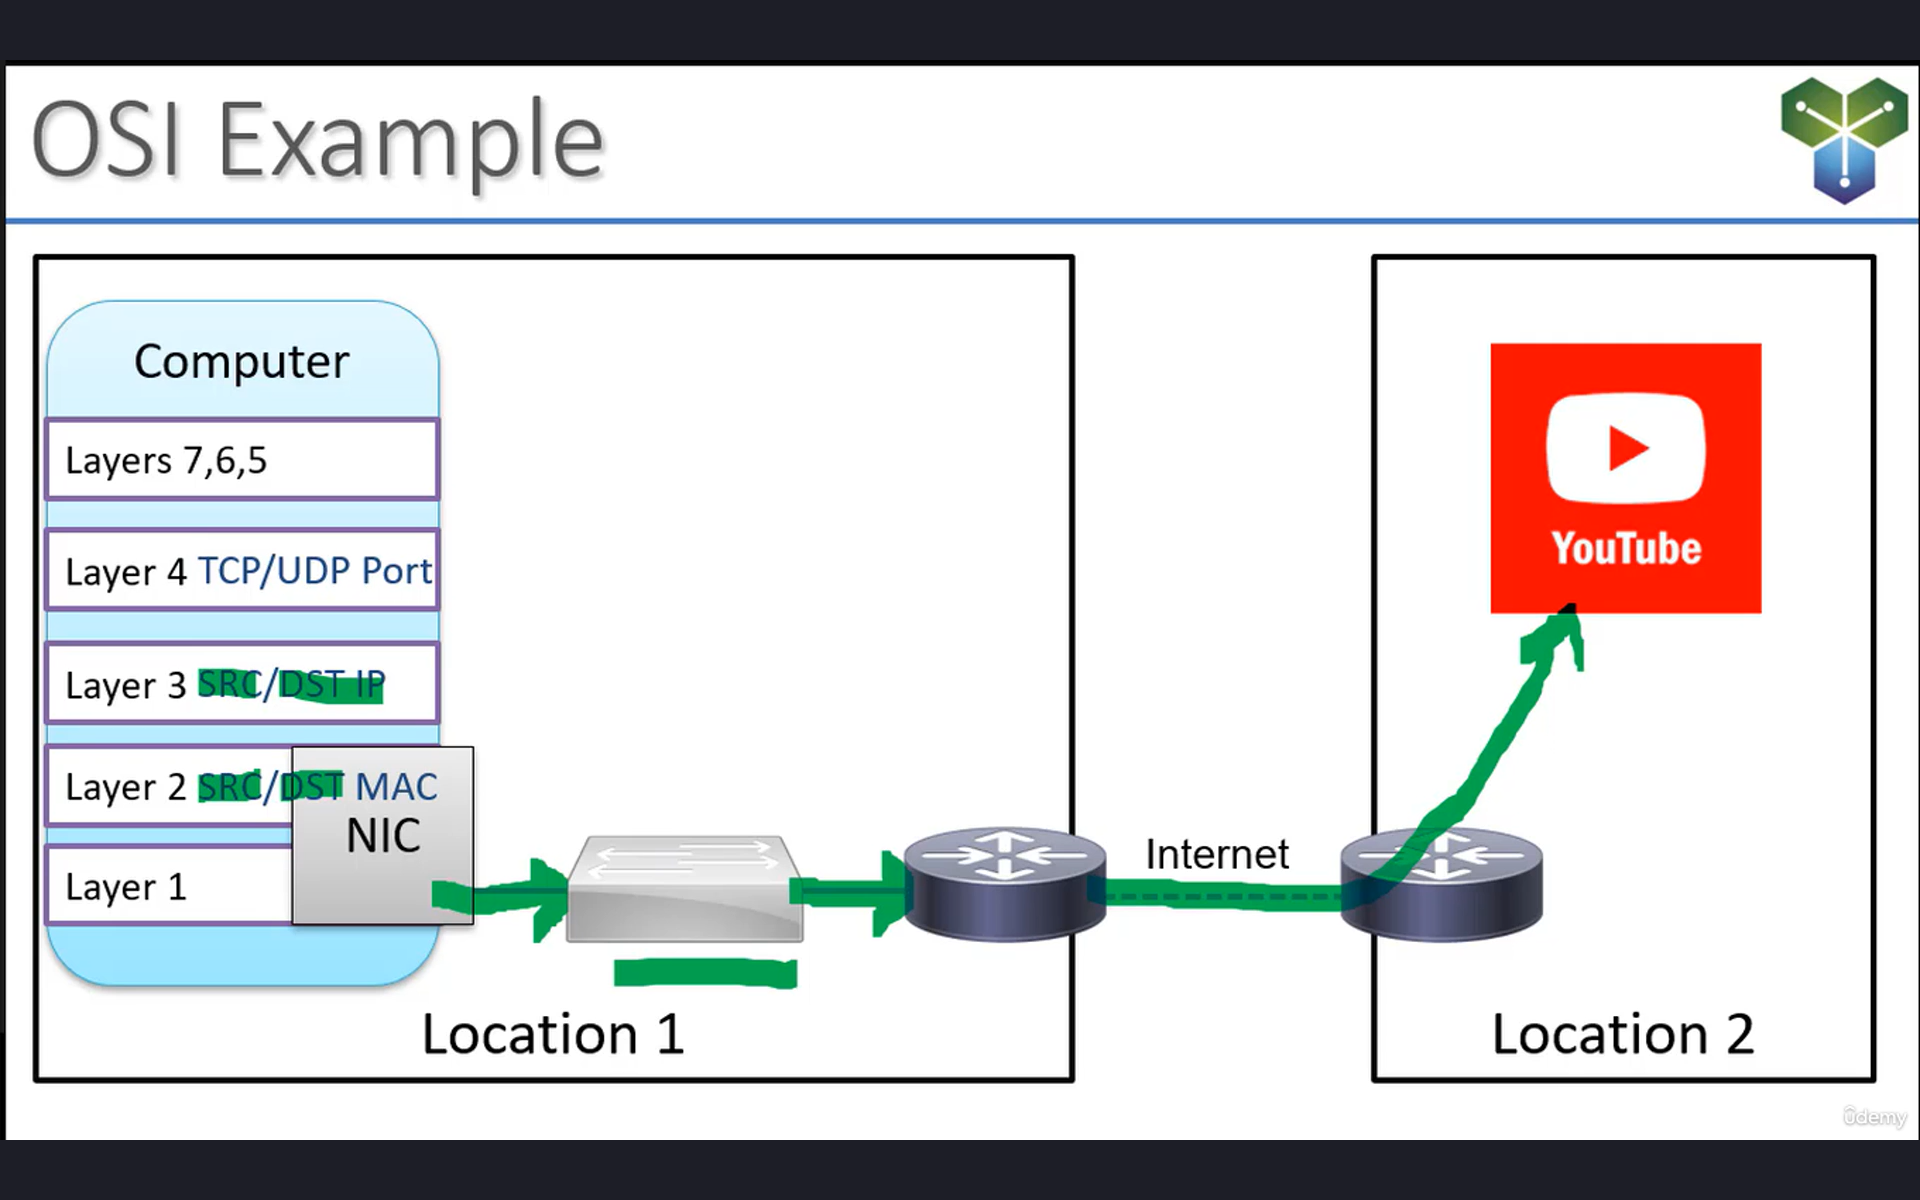 OSI Example
Computer
Layers 7,6,5
Layer 4 TCP/UDP Port
Layer 3 SRC/DST IP
Layer 2 SRC/DST MAC
NIC
Layer 1
Internet
YouTube
Location 1
Location 2
ûdemy